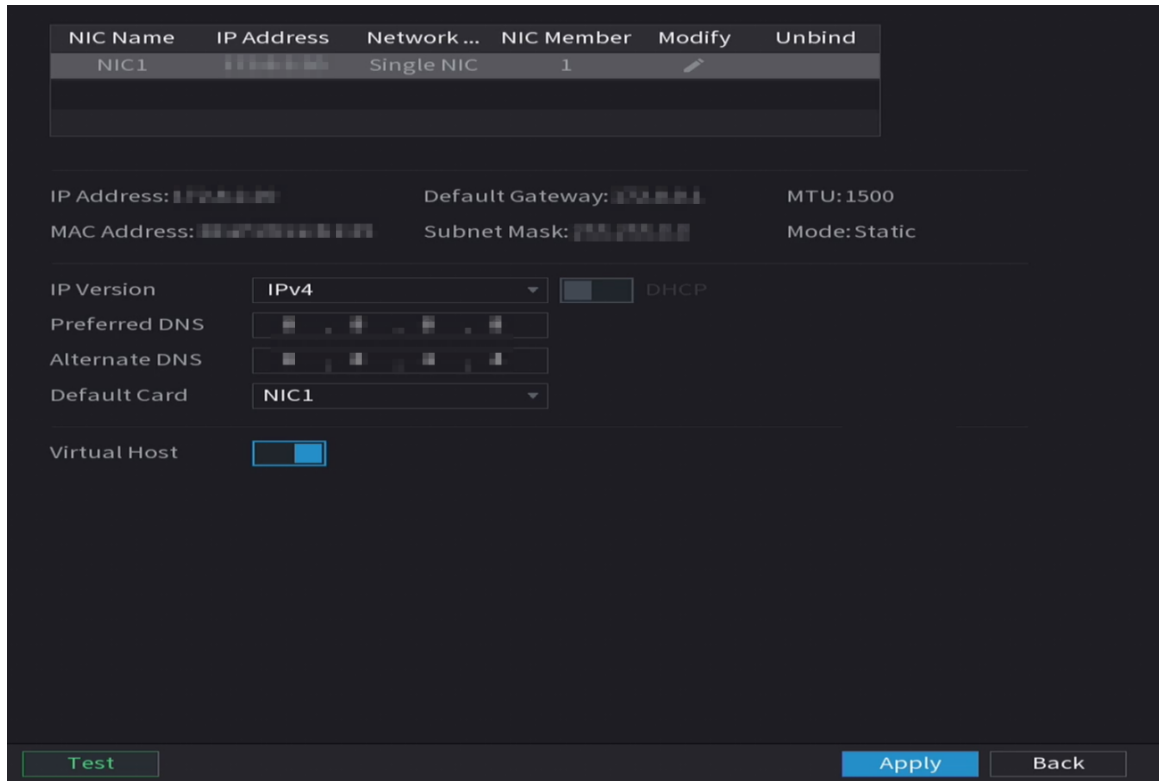 NIC Name IP Address Network... NIC Member Modify Unbind
NIC1 Single NIC 1
IP Address: Default Gateway: MTU:1500
MAC Address: Subnet Mask: Mode:Static
IP Version IPv4 DHCP
Preferred DNS
Alternate DNS
Default Card NIC1
Virtual Host
Test Apply Back